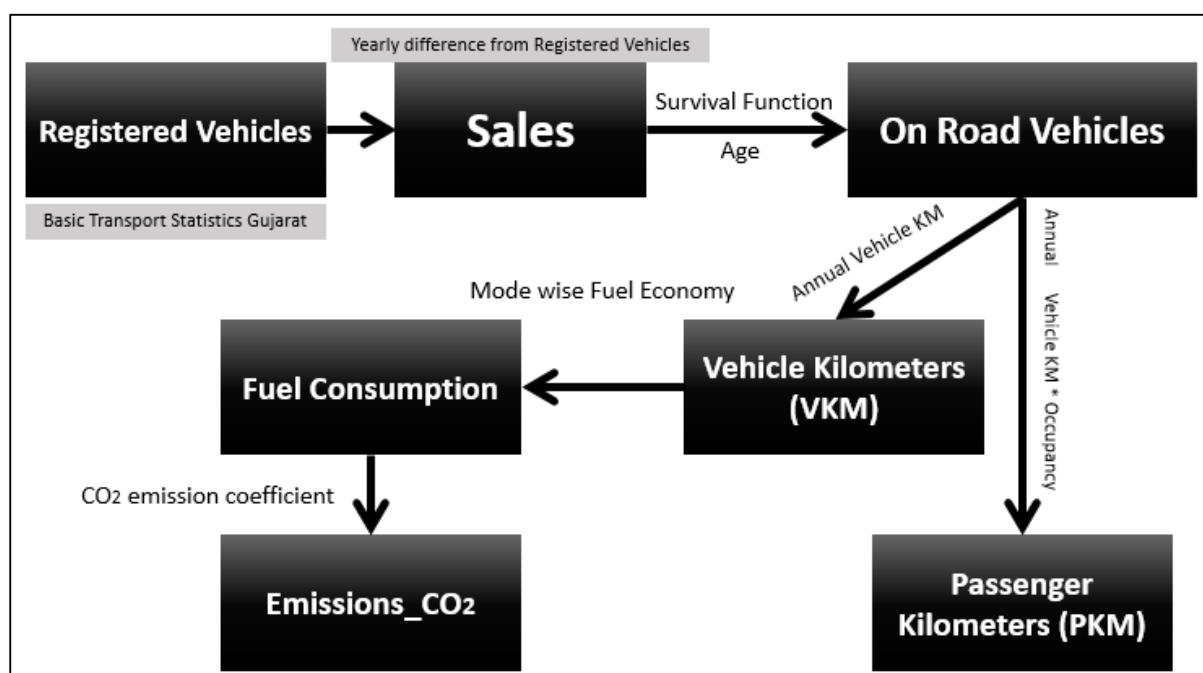 Yearly difference from Registered Vehicles
Registered Vehicles
Sales
Survival Function
Age
On Road Vehicles
Basic Transport Statistics Gujarat
Annual Vehicle KM
Annual Vehicle KM * Occupancy
Mode wise Fuel Economy
Fuel Consumption
Vehicle Kilometers
(VKM)
CO2 emission coefficient
Emissions_CO2
Passenger
Kilometers (PKM)